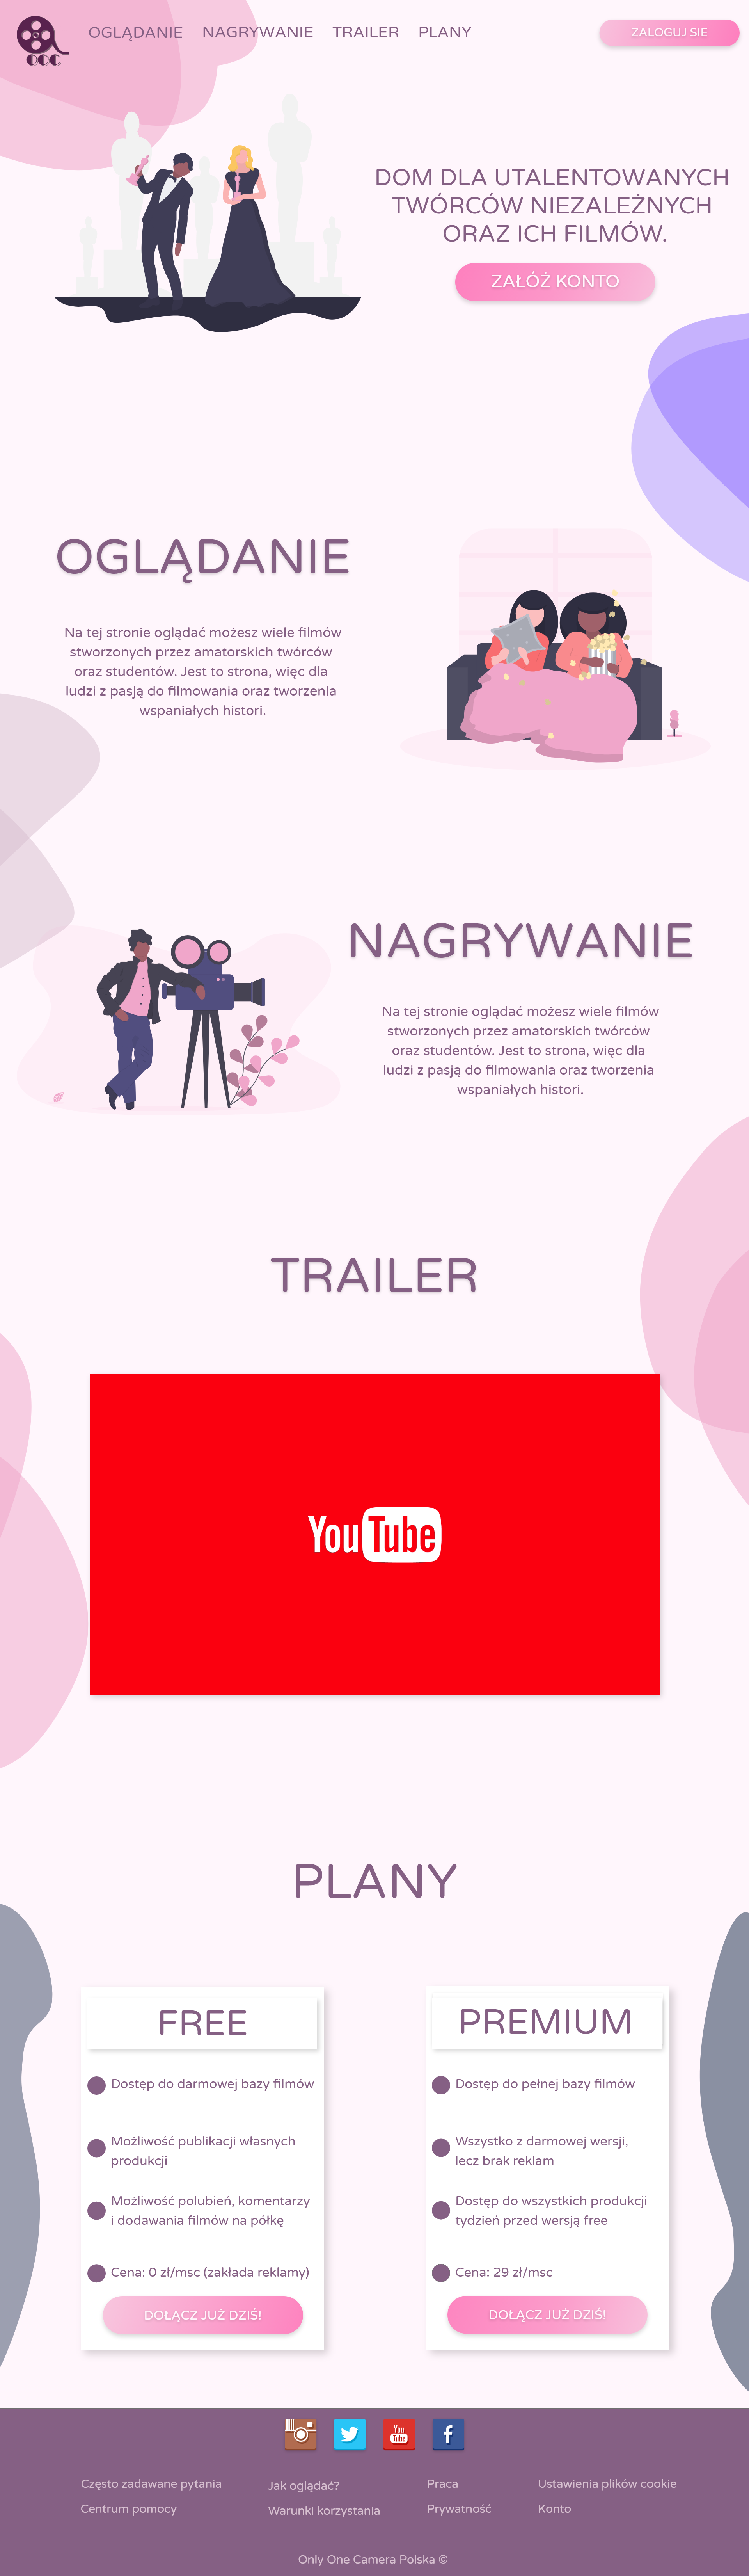 OOC
OGLĄDANIE
NAGRYWANIE
TRAILER
PLANY
ZALOGUJ SIE
DOM DLA UTALENTOWANYCH
TWÓRCÓW NIEZALEŻNYCH
ORAZ ICH FILMÓW.
ZAŁÓŻ KONTO
OGLĄDANIE
Na tej stronie oglądać możesz wiele filmów
stworzonych przez amatorskich twórców
oraz studentów. Jest to strona, więc dla
ludzi z pasją do filmowania oraz tworzenia
wspaniałych histori.
NAGRYWANIE
Na tej stronie oglądać możesz wiele filmów
stworzonych przez amatorskich twórców
oraz studentów. Jest to strona, więc dla
ludzi z pasją do filmowania oraz tworzenia
wspaniałych histori.
TRAILER
YouTube
PLANY
FREE
Dostęp do darmowej bazy filmów
Możliwość publikacji własnych
produkcji
Możliwość polubień, komentarzy
i dodawania filmów na półkę
Cena: 0 zł/msc (zakłada reklamy)
DOŁĄCZ JUŻ DZIŚ!
PREMIUM
Dostęp do pełnej bazy filmów
Wszystko z darmowej wersji,
lecz brak reklam
Dostęp do wszystkich produkcji
tydzień przed wersją free
Cena: 29 zł/msc
DOŁĄCZ JUŻ DZIŚ!
You
Tube
f
Często zadawane pytania
Centrum pomocy
Jak oglądać?
Warunki korzystania
Praca
Prywatność
Ustawienia plików cookie
Konto
Only One Camera Polska ©